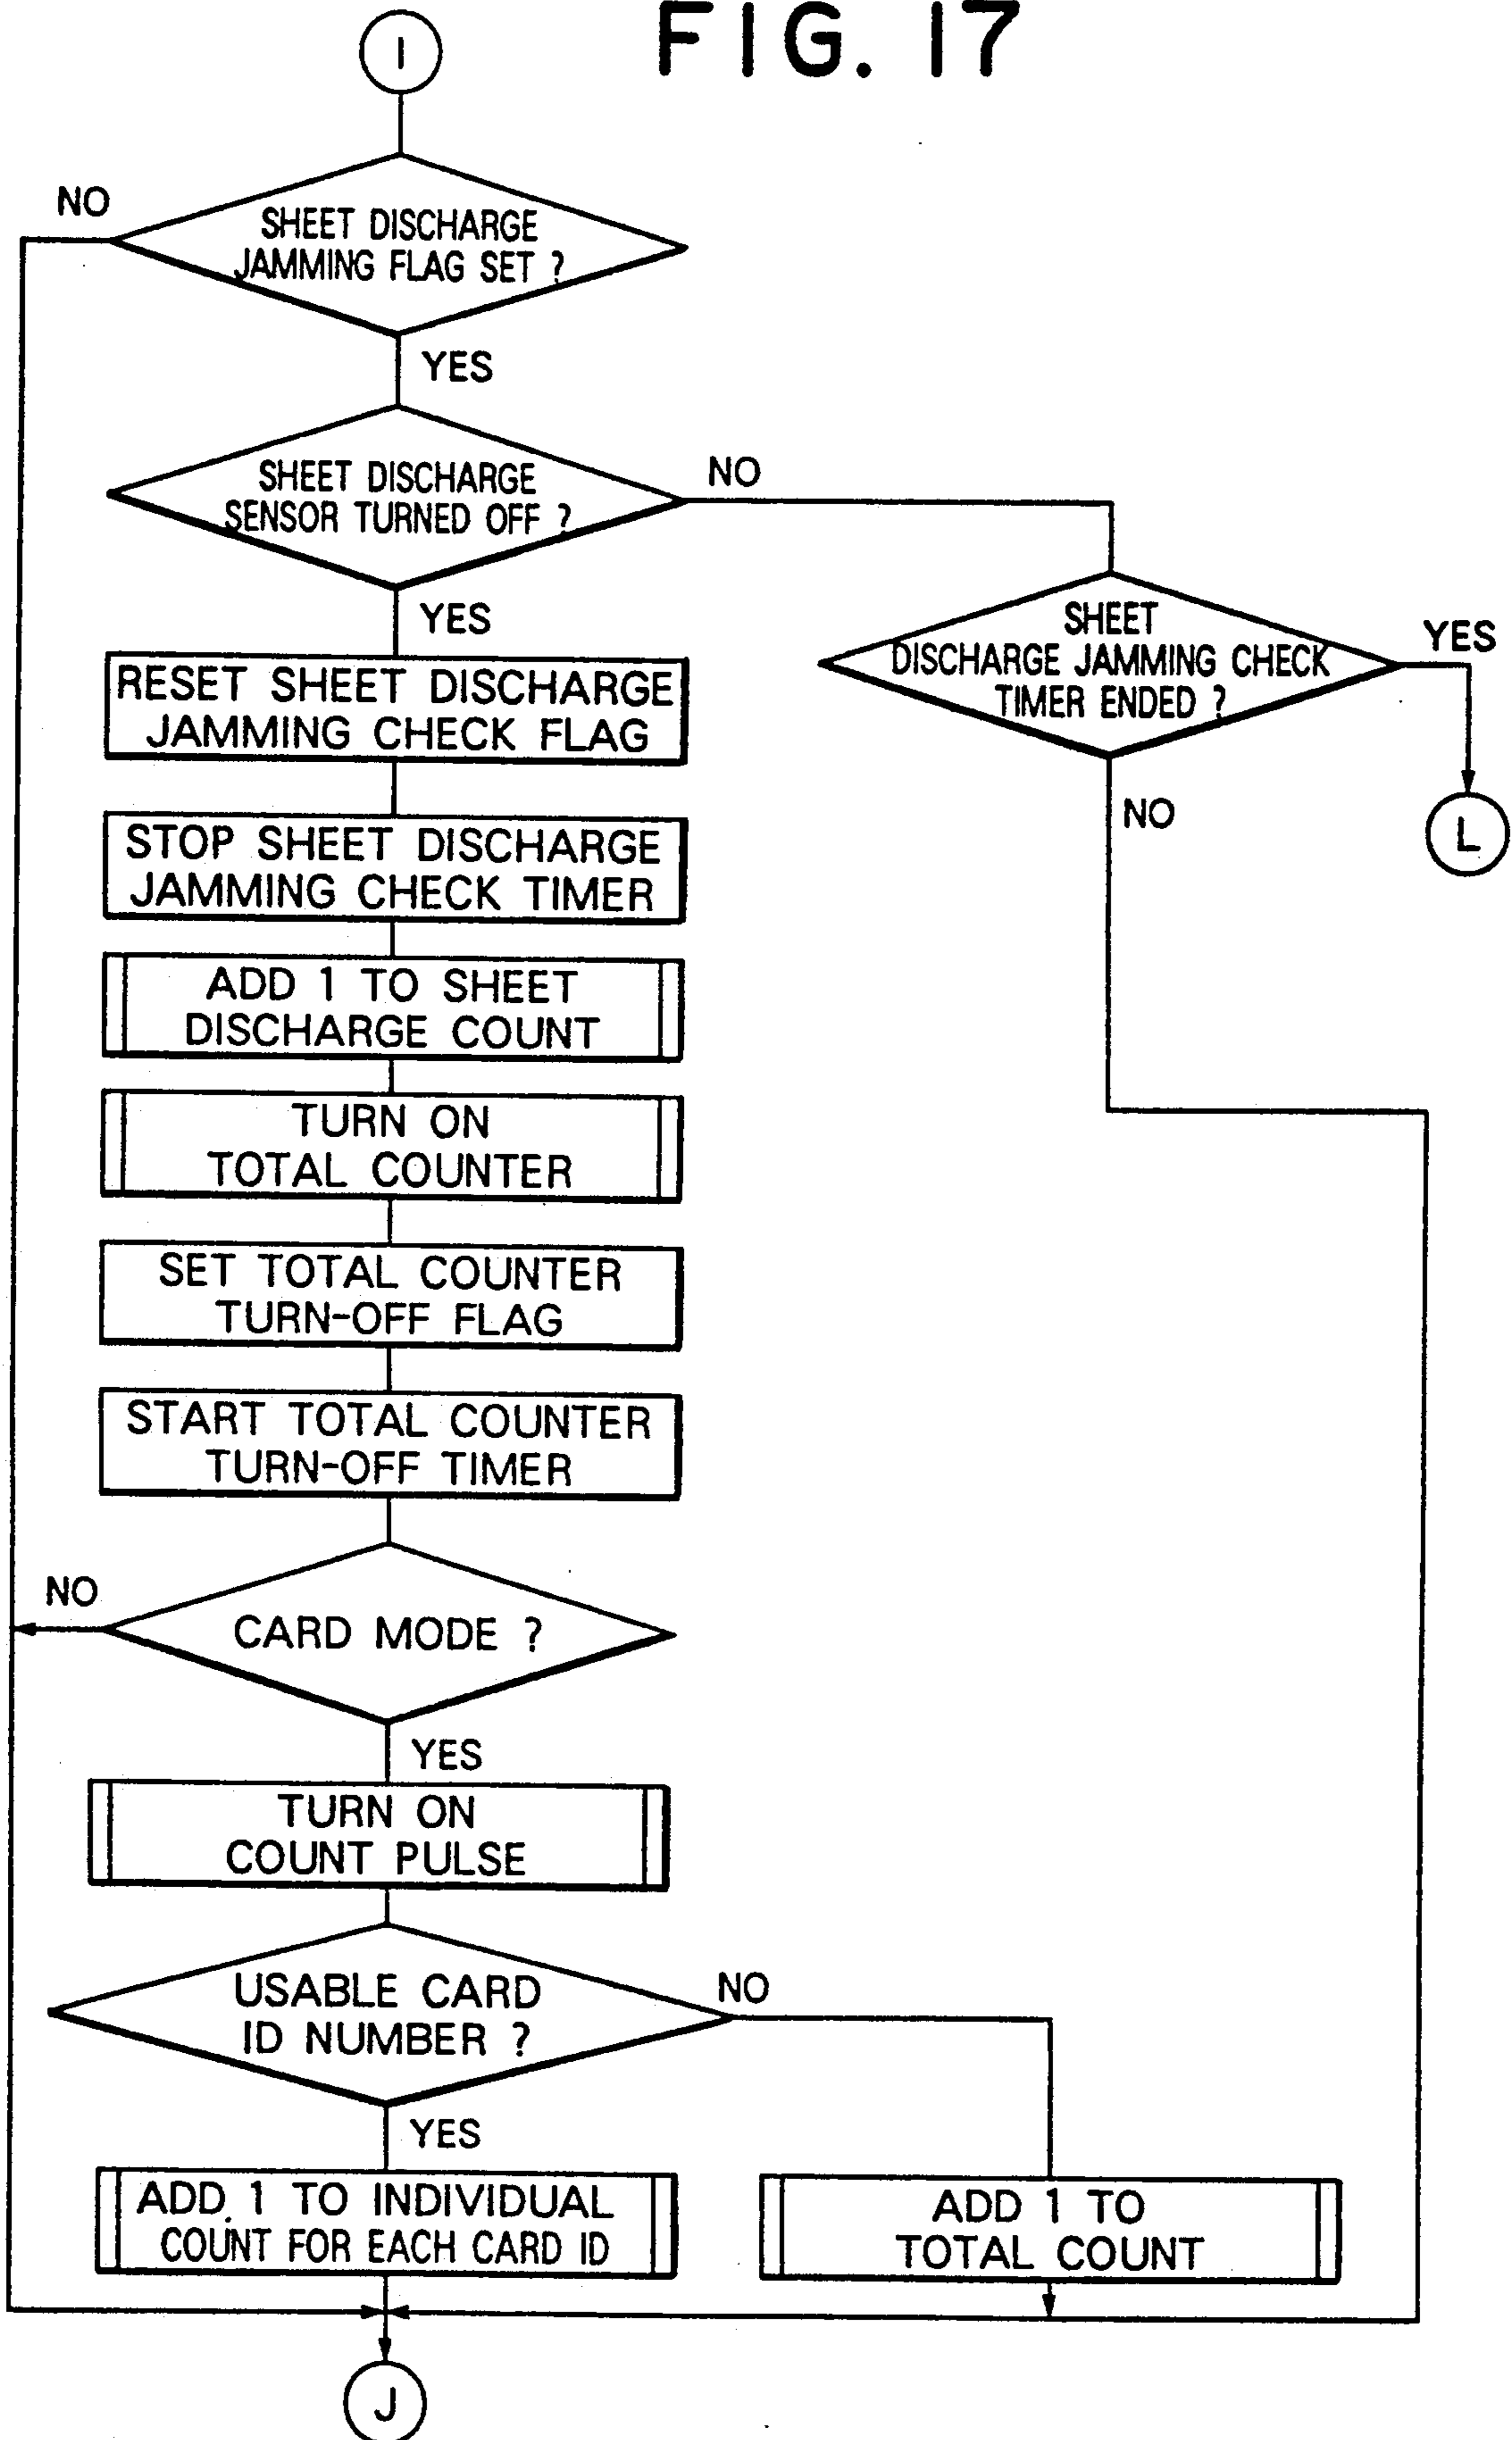 FIG. 17
I
NO
SHEET DISCHARGE
JAMMING FLAG SET ?
YES
SHEET DISCHARGE
SENSOR TURNED OFF ?
NO
YES
SHEET
DISCHARGE JAMMING CHECK
TIMER ENDED ?
YES
L
NO
RESET SHEET DISCHARGE
JAMMING CHECK FLAG
STOP SHEET DISCHARGE
JAMMING CHECK TIMER
ADD 1 TO SHEET
DISCHARGE COUNT
TURN ON
TOTAL COUNTER
SET TOTAL COUNTER
TURN-OFF FLAG
START TOTAL COUNTER
TURN-OFF TIMER
NO
CARD MODE ?
YES
TURN ON
COUNT PULSE
USABLE CARD
ID NUMBER ?
NO
YES
ADD 1 TO INDIVIDUAL
COUNT FOR EACH CARD ID
ADD 1 TO
TOTAL COUNT
J